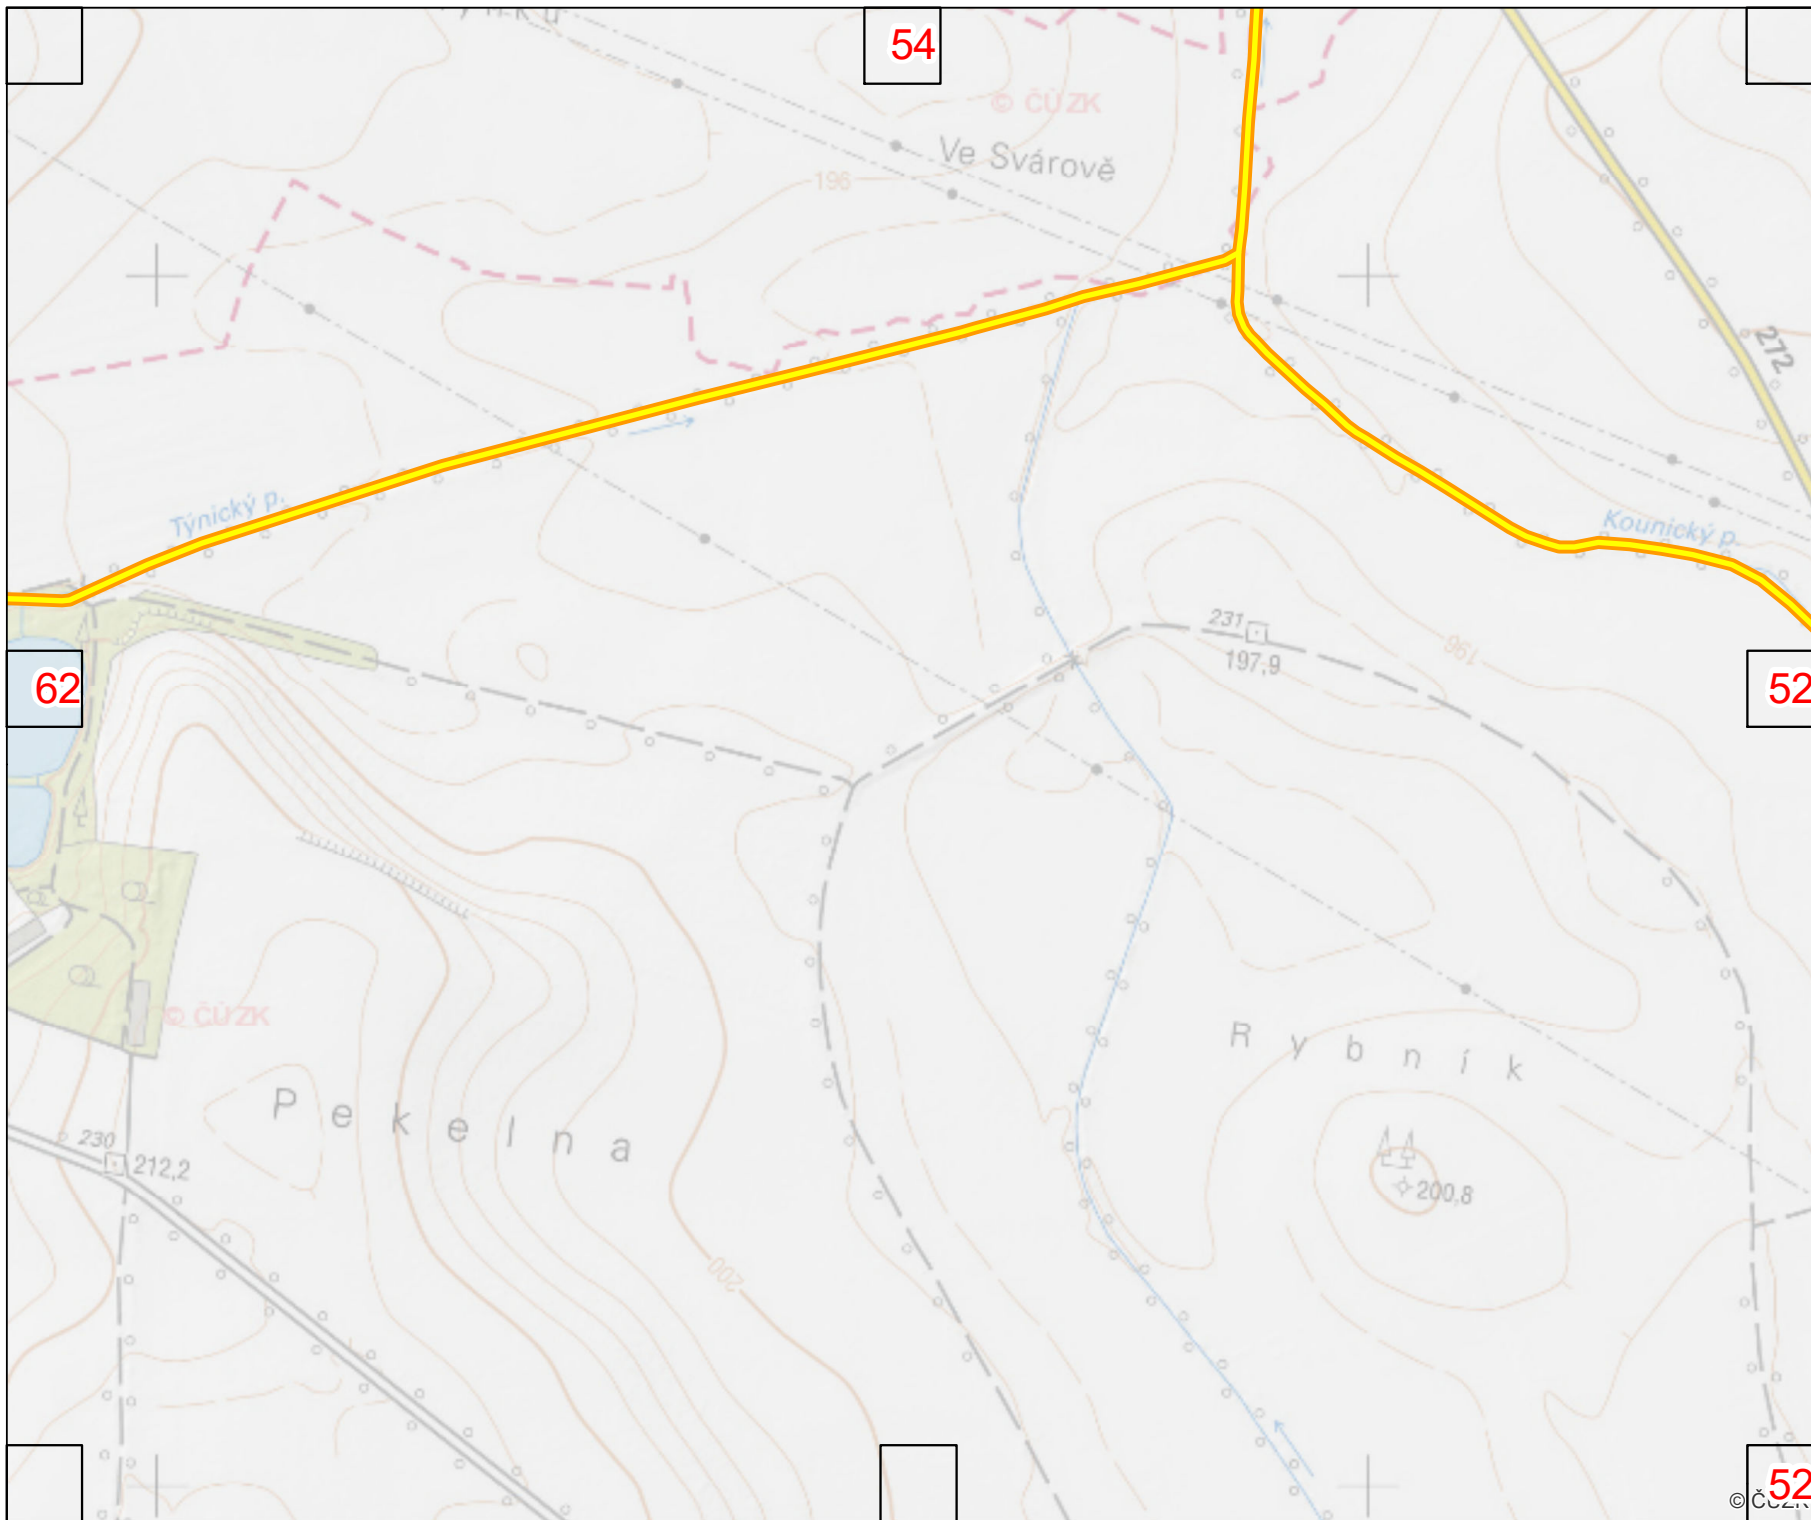 54
© ČÚZK
Ve Svárově
196
272
Týnický p.
Kounický p.
231
197,9
196
62
52
© ČÚZK
Rybník
Pekelna
230
212,2
200,8
200
52
© ČÚZK